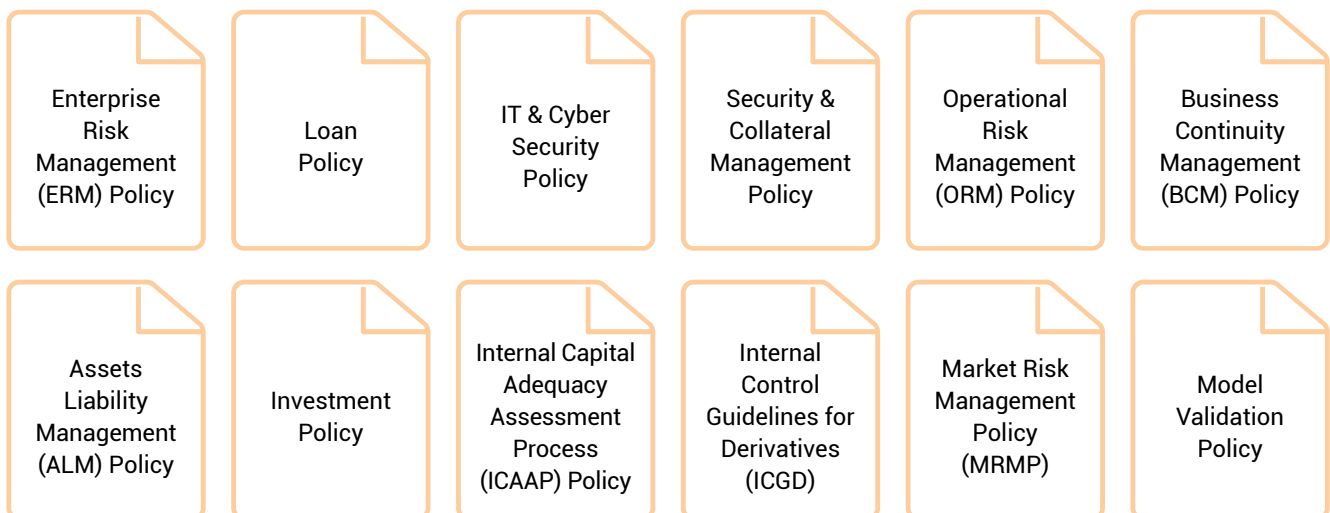 Enterprise
Risk
Management
(ERM) Policy
Loan
Policy
IT & Cyber
Security
Policy
Security &
Collateral
Management
Policy
Operational
Risk
Management
(ORM) Policy
Business
Continuity
Management
(BCM) Policy
Assets
Liability
Management
(ALM) Policy
Investment
Policy
Internal Capital
Adequacy
Assessment
Process
(ICAAP) Policy
Internal
Control
Guidelines for
Derivatives
(ICGD)
Market Risk
Management
Policy
(MRMP)
Model
Validation
Policy